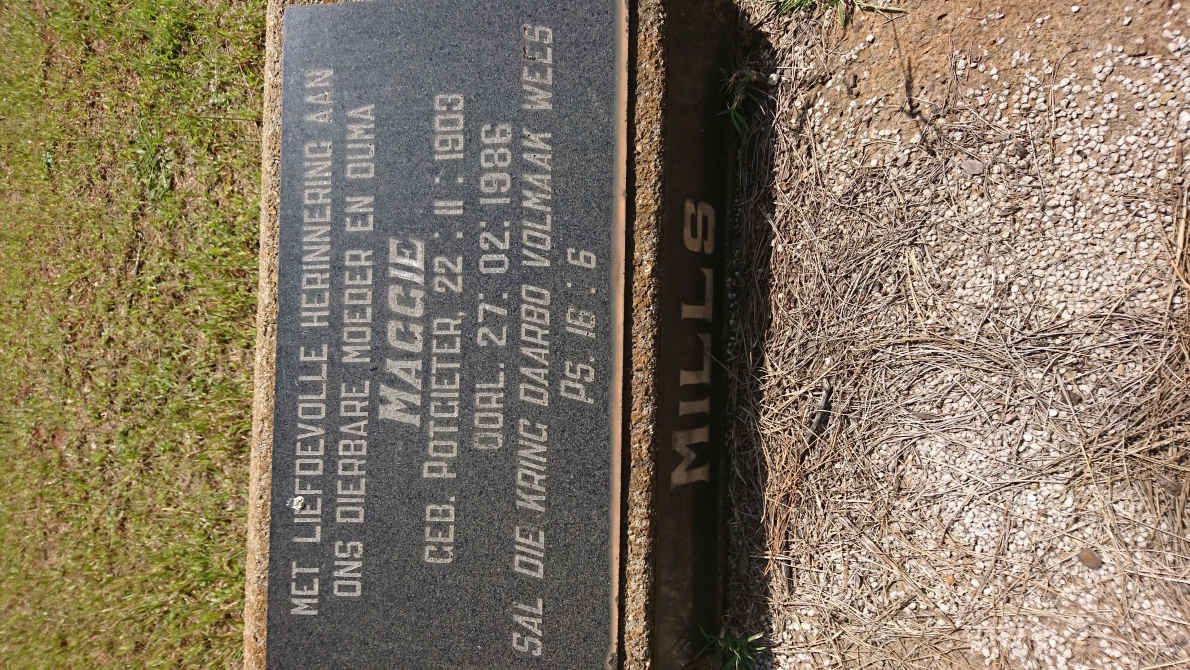 MET LIEFDEVOLLE HERINNERING AAN
ONS DIERBARE MOEDER EN OUMA
MAGGIE
GEB. POTGIETER, 22 : 11 : 1903
OORL. 27. 02. 1986
SAL DIE KRING DAARBO VOLMAAK WEES
PS. 16 : 6
MILLS